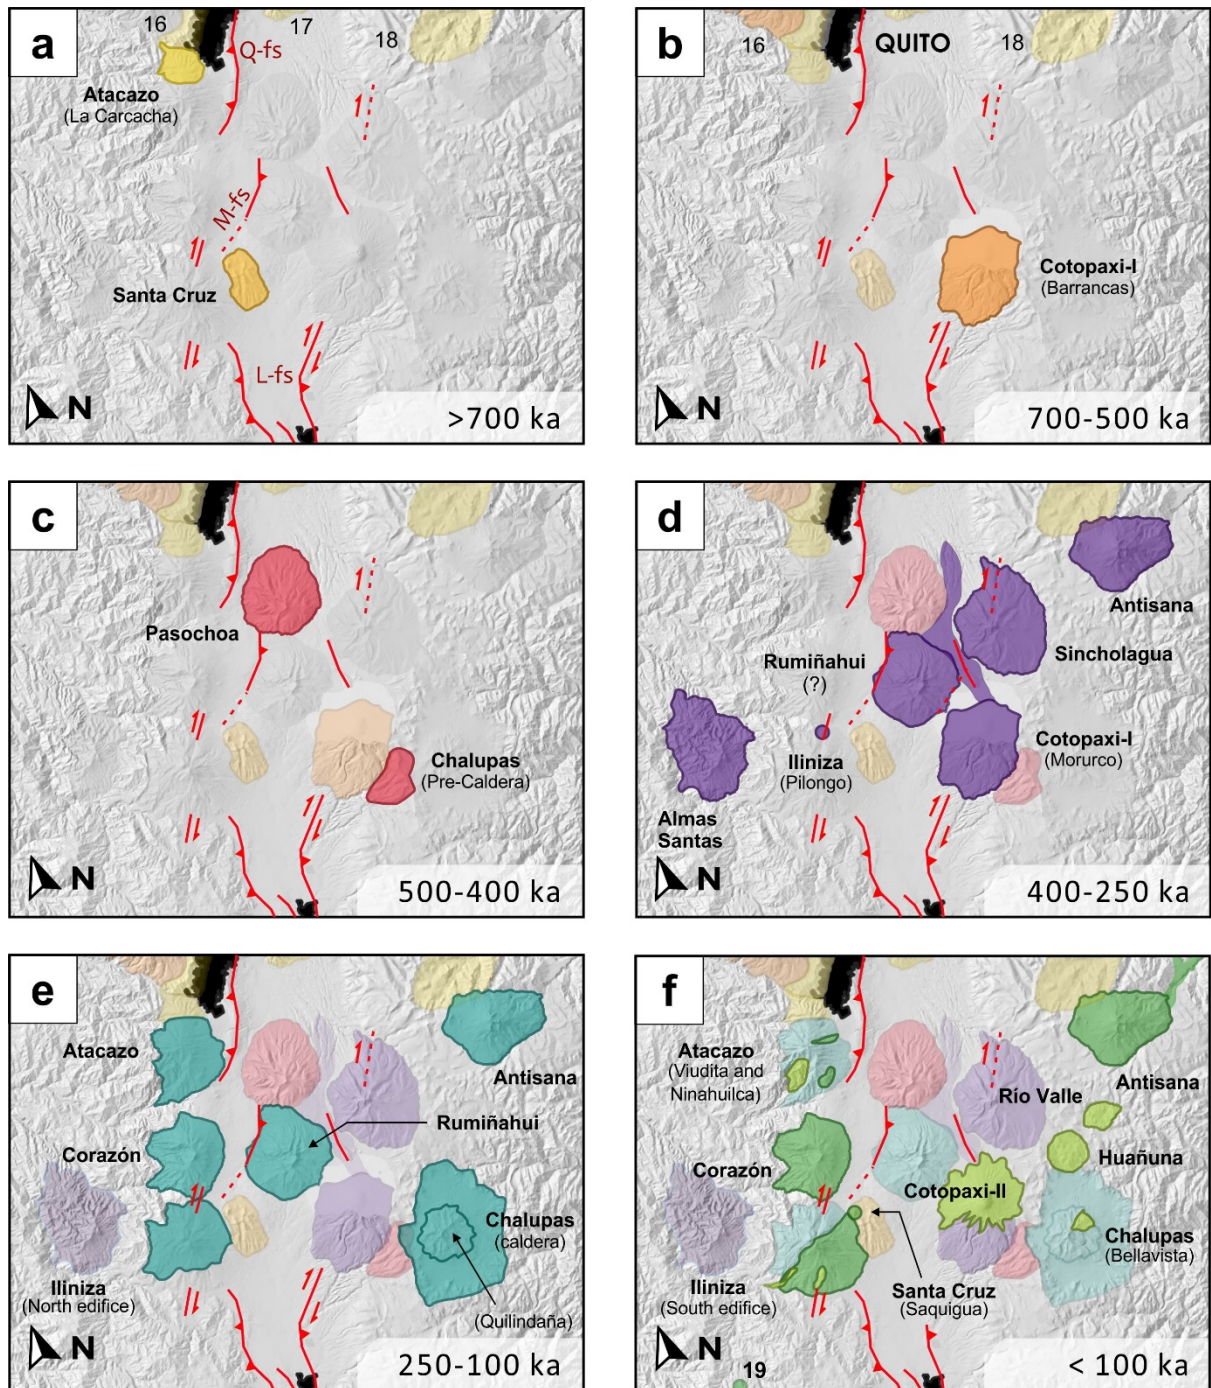 a
16
17
18
Q-fs
Atacazo
(La Carcacha)
M-fs
Santa Cruz
L-fs
N
>700 ka
b
16
QUITO
18
Cotopaxi-I
(Barrancas)
N
700-500 ka
c
Pasochoa
Chalupas
(Pre-Caldera)
N
500-400 ka
d
Antisana
Sincholagua
Rumiñahui
(?)
Iliniza
(Pilongo)
Cotopaxi-I
(Morurco)
Almas
Santas
N
400-250 ka
e
Atacazo
Antisana
Rumiñahui
Corazón
Chalupas
(caldera)
Iliniza
(North edifice)
(Quilindaña)
N
250-100 ka
f
Atacazo
(Viudita and
Ninahuilca)
Antisana
Río Valle
Huañuna
Corazón
Cotopaxi-II
Chalupas
(Bellavista)
Iliniza
(South edifice)
Santa Cruz
(Saquigua)
N
19
< 100 ka